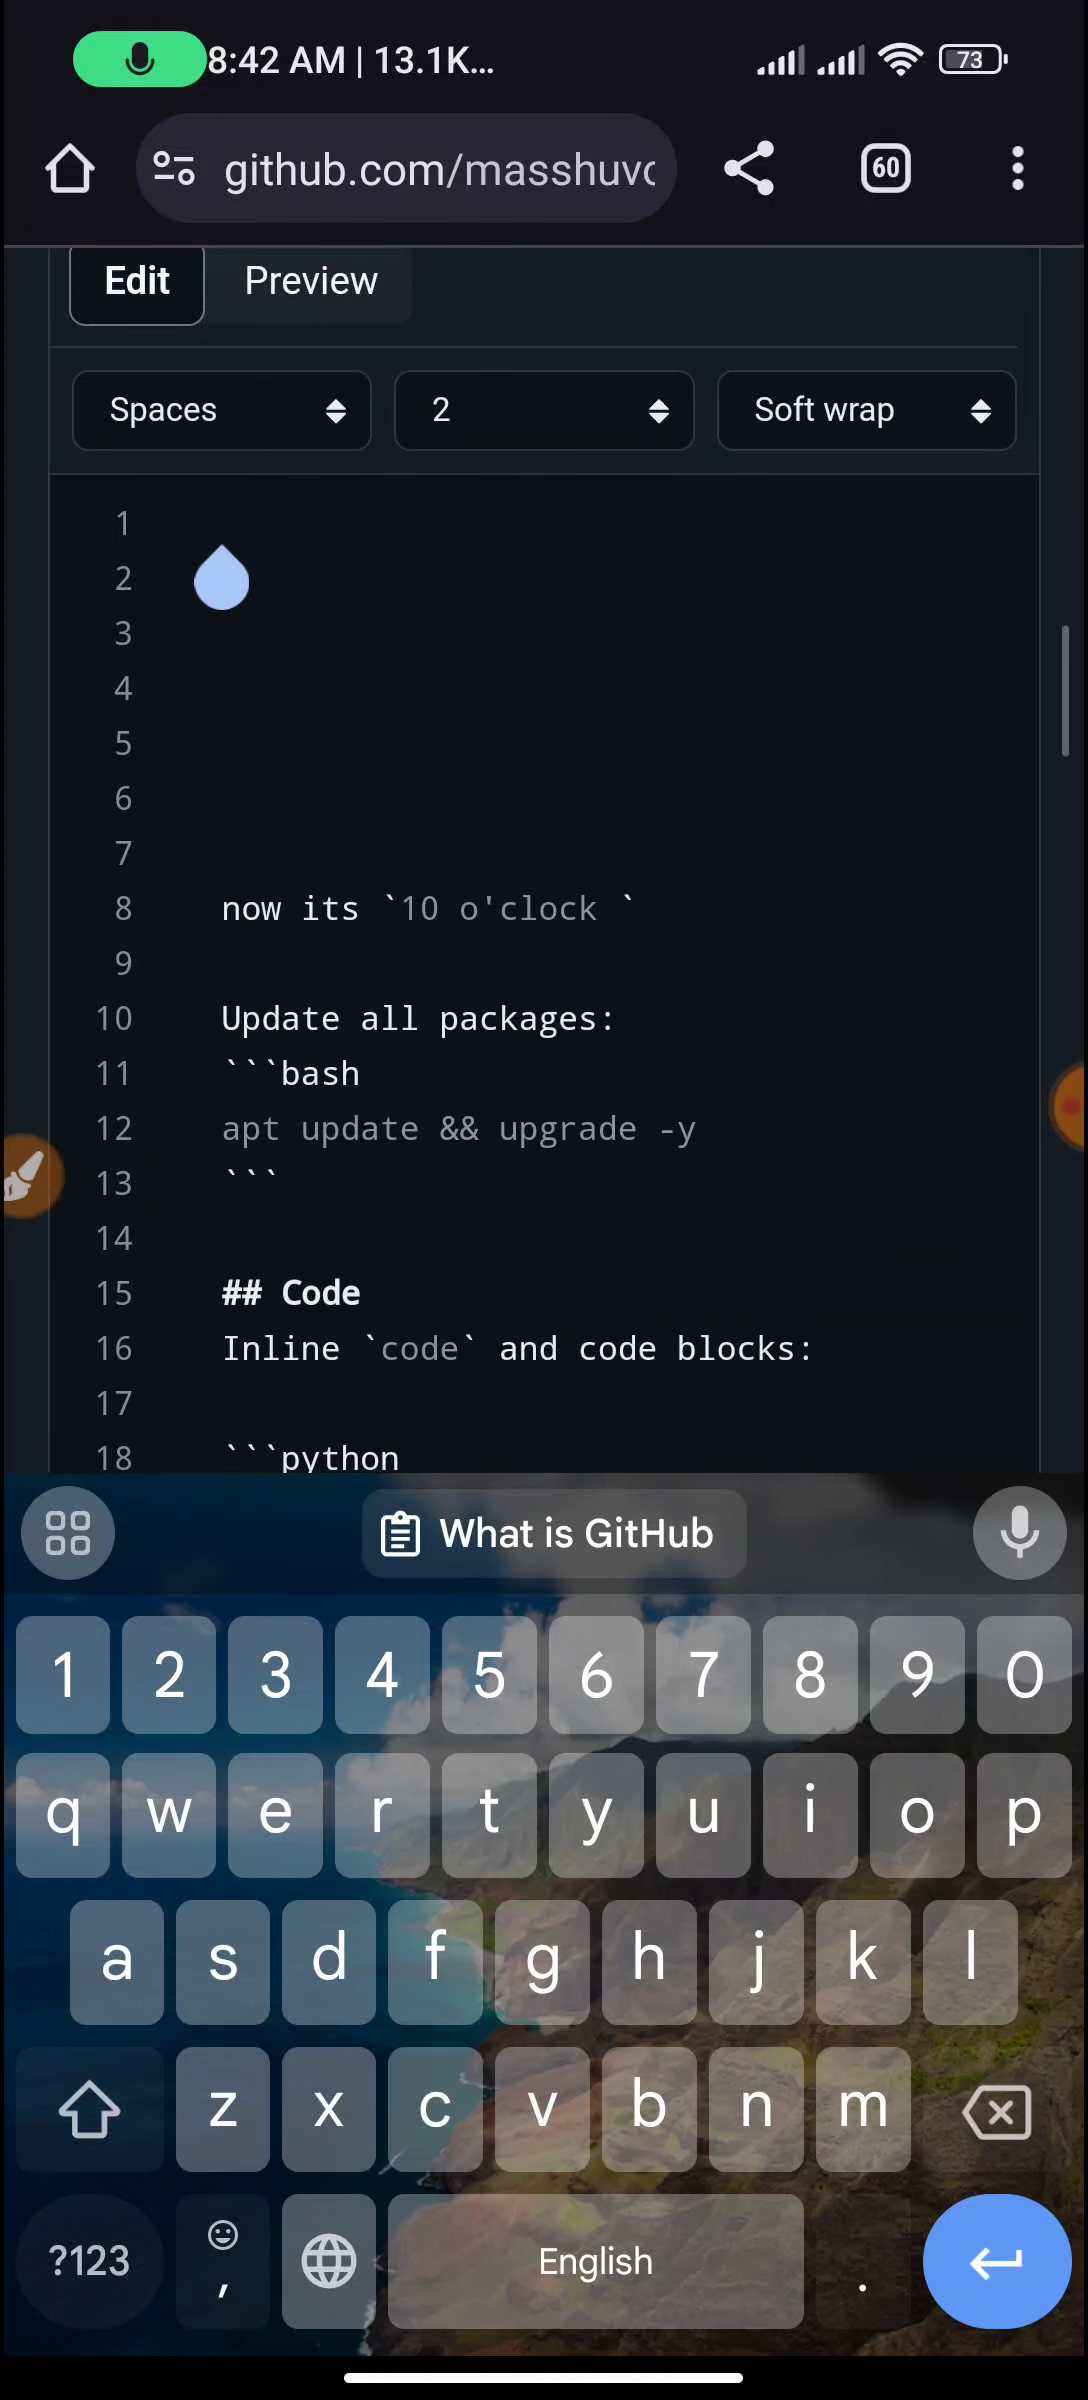 8:42 AM | 13.1K...
73
github.com/masshuvo
60
Edit
Preview
Spaces
2
Soft wrap
1
2
3
4
5
6
7
8 now its `10 o'clock `
9
10 Update all packages:
11 ```bash
12 apt update && upgrade -y
13 ```
14
15 ## Code
16 Inline `code` and code blocks:
17
18 ```python
What is GitHub
1 2 3 4 5 6 7 8 9 0
q w e r t y u i o p
a s d f g h j k l
z x c v b n m
?123 , English .